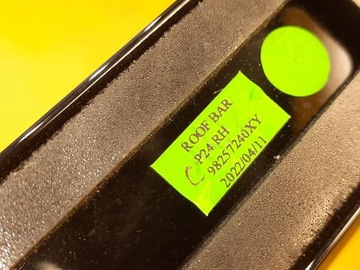 ROOF BAR
C P24 RH
98257240XY
2022/04/11